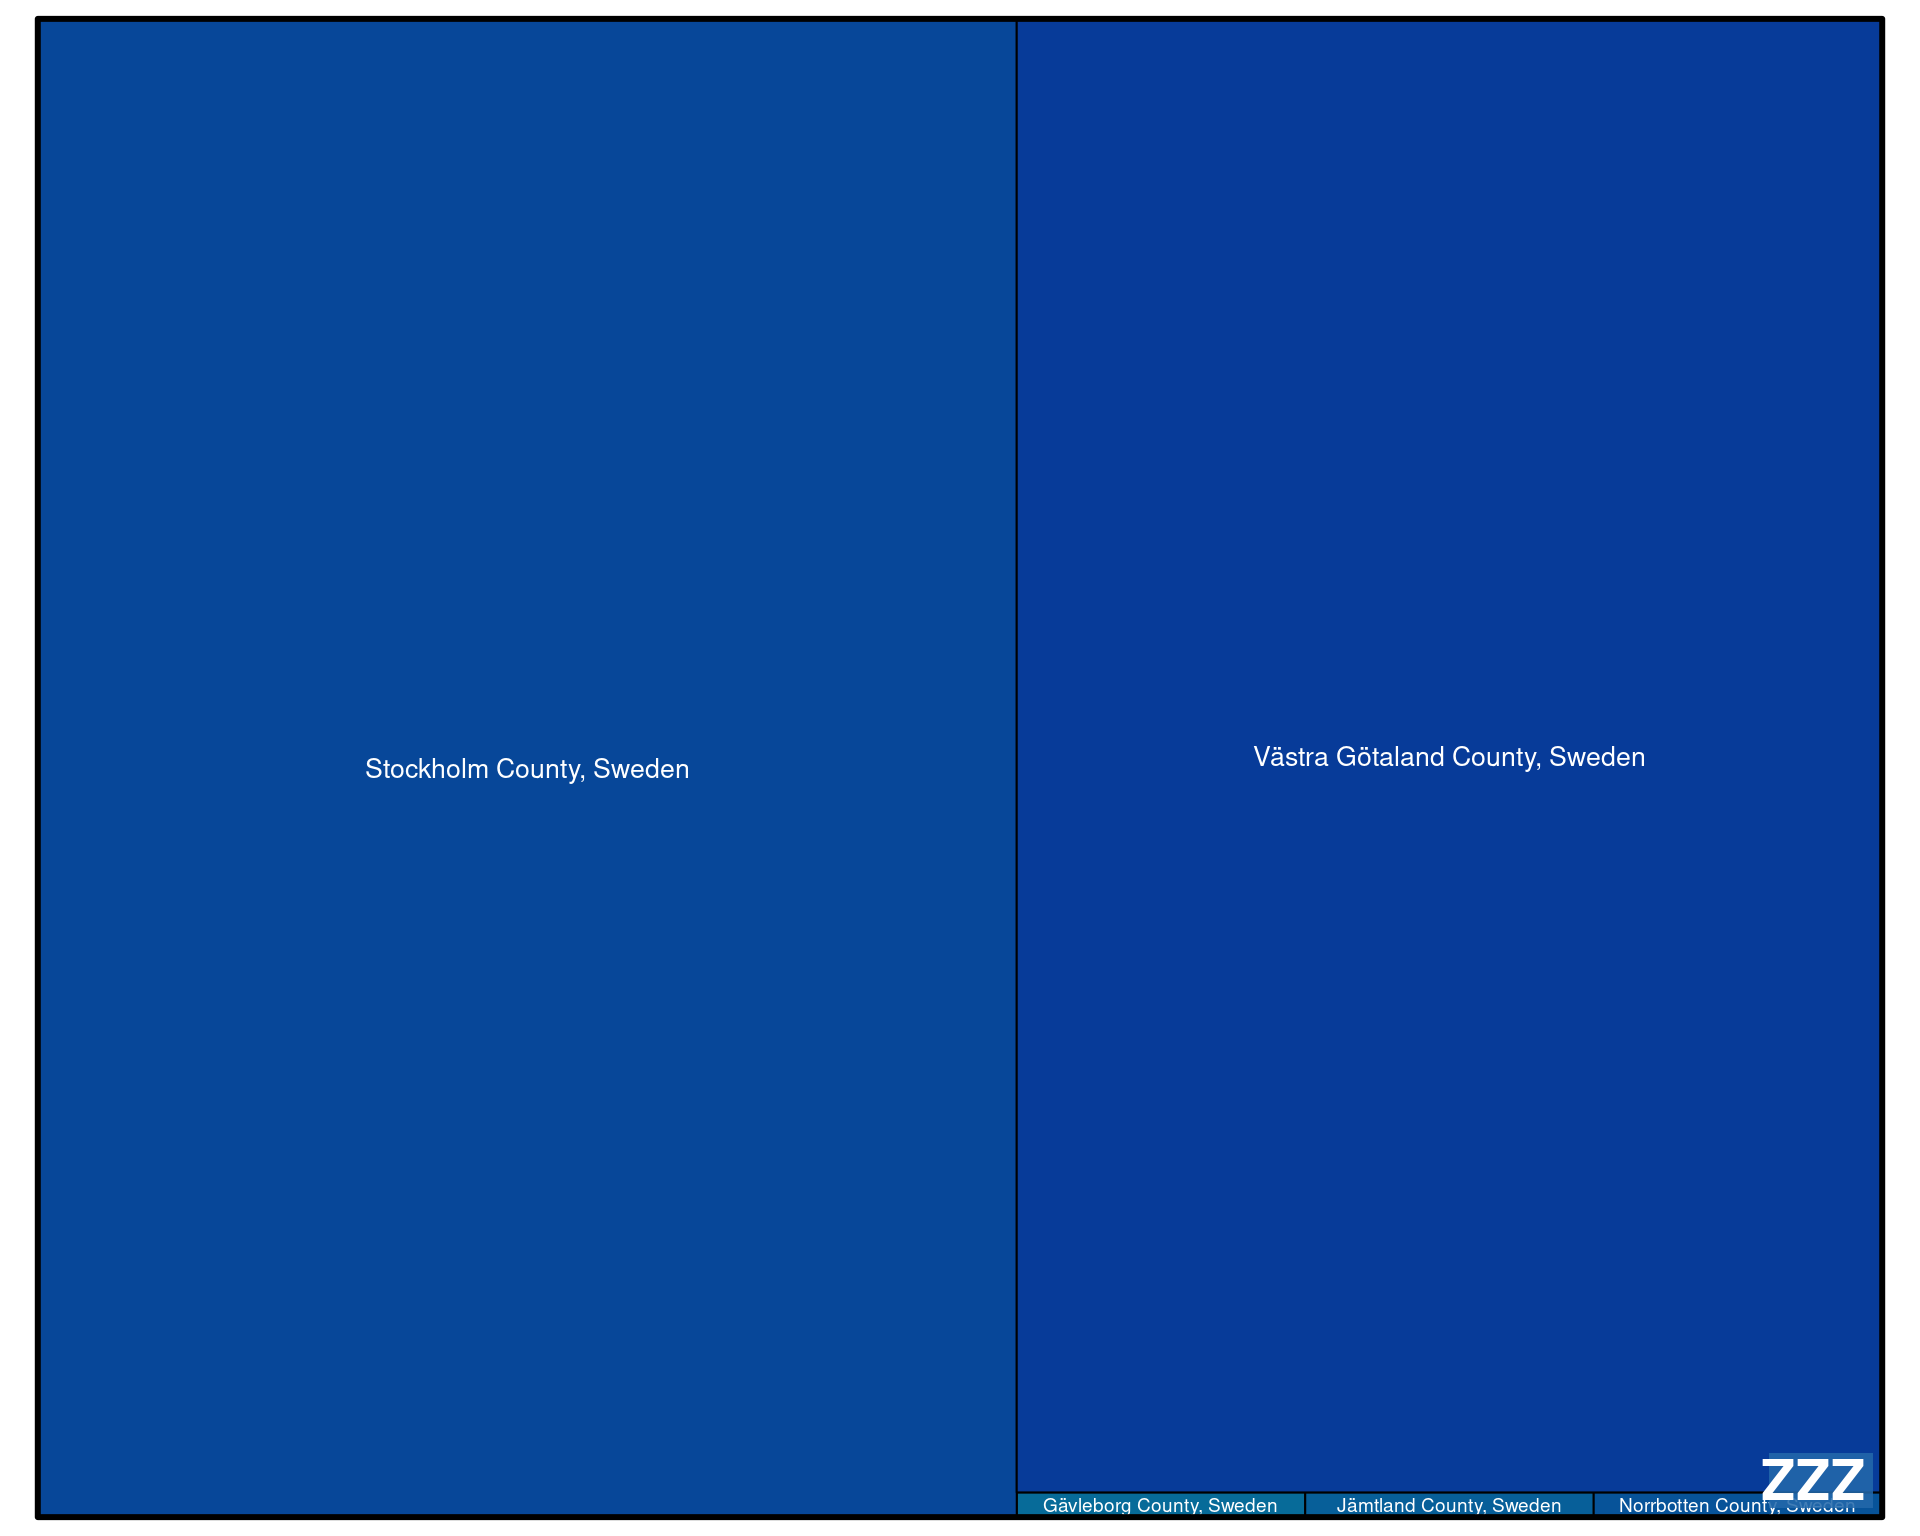 Stockholm County, Sweden
Västra Götaland County, Sweden
Gävleborg County, Sweden
Jämtland County, Sweden
Norrbotten County, Sweden
ZZZ